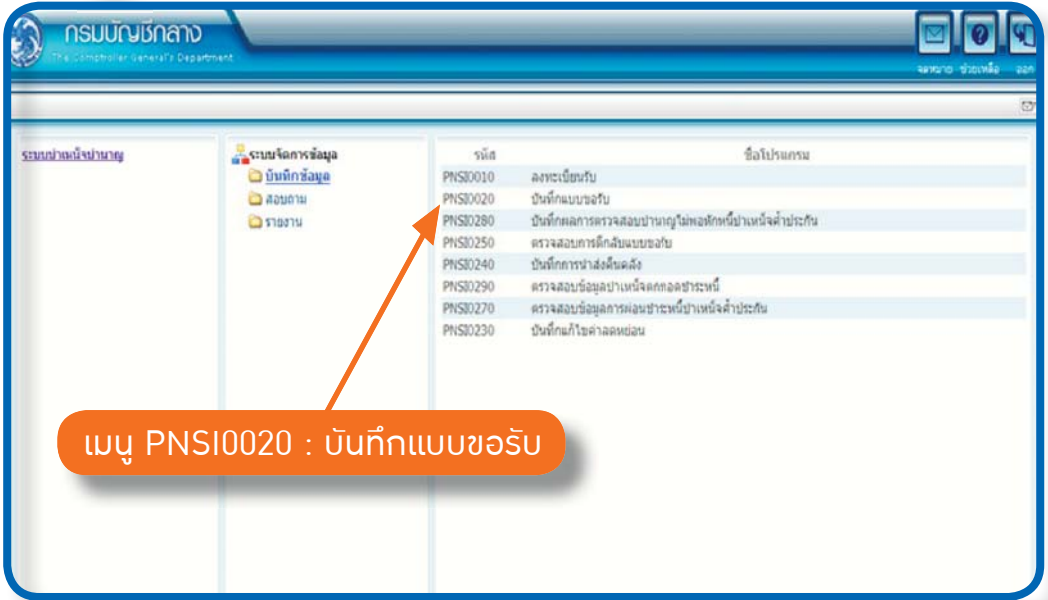 กรมบัญชีกลาง
The Comptroller General's Department
จดหมาย ช่วยเหลือ ออก
ระบบบำเหน็จบำนาญ
ระบบจัดการข้อมูล
บันทึกข้อมูล
สอบถาม
รายงาน
รหัส ชื่อโปรแกรม
PNSI0010 ลงทะเบียนรับ
PNSI0020 บันทึกแบบขอรับ
PNSI0280 บันทึกผลการตรวจสอบบำนาญไม่พอหักหนี้บำเหน็จค้ำประกัน
PNSI0250 ตรวจสอบการตีกลับแบบขอรับ
PNSI0240 บันทึกการนำส่งคืนคลัง
PNSI0290 ตรวจสอบข้อมูลบำเหน็จตกทอดชำระหนี้
PNSI0270 ตรวจสอบข้อมูลการผ่อนชำระหนี้บำเหน็จค้ำประกัน
PNSI0230 บันทึกแก้ไขค่าลดหย่อน
เมนู PNSI0020 : บันทึกแบบขอรับ